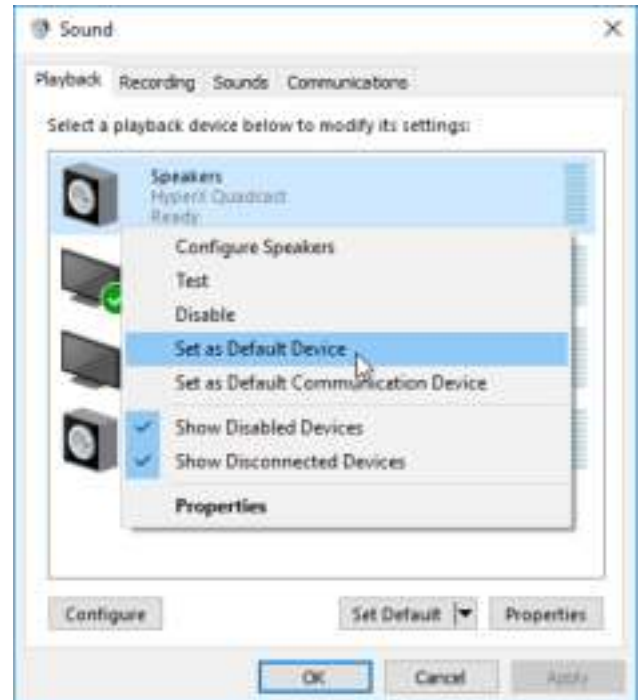 Sound
Playback Recording Sounds Communications
Select a playback device below to modify its settings:
Speakers
HyperX Quadcast
Ready
Configure Speakers
Test
Disable
Set as Default Device
Set as Default Communication Device
Show Disabled Devices
Show Disconnected Devices
Properties
Configure Set Default Properties
OK Cancel Apply